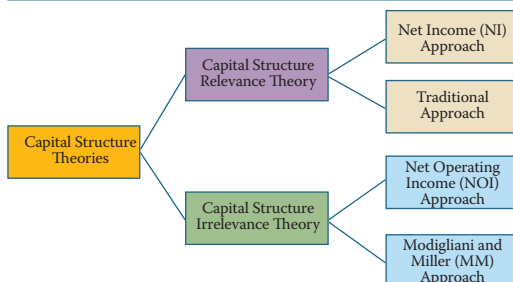 Capital Structure
Theories
Capital Structure
Relevance Theory
Net Income (NI)
Approach
Traditional
Approach
Capital Structure
Irrelevance Theory
Net Operating
Income (NOI)
Approach
Modigliani and
Miller (MM)
Approach